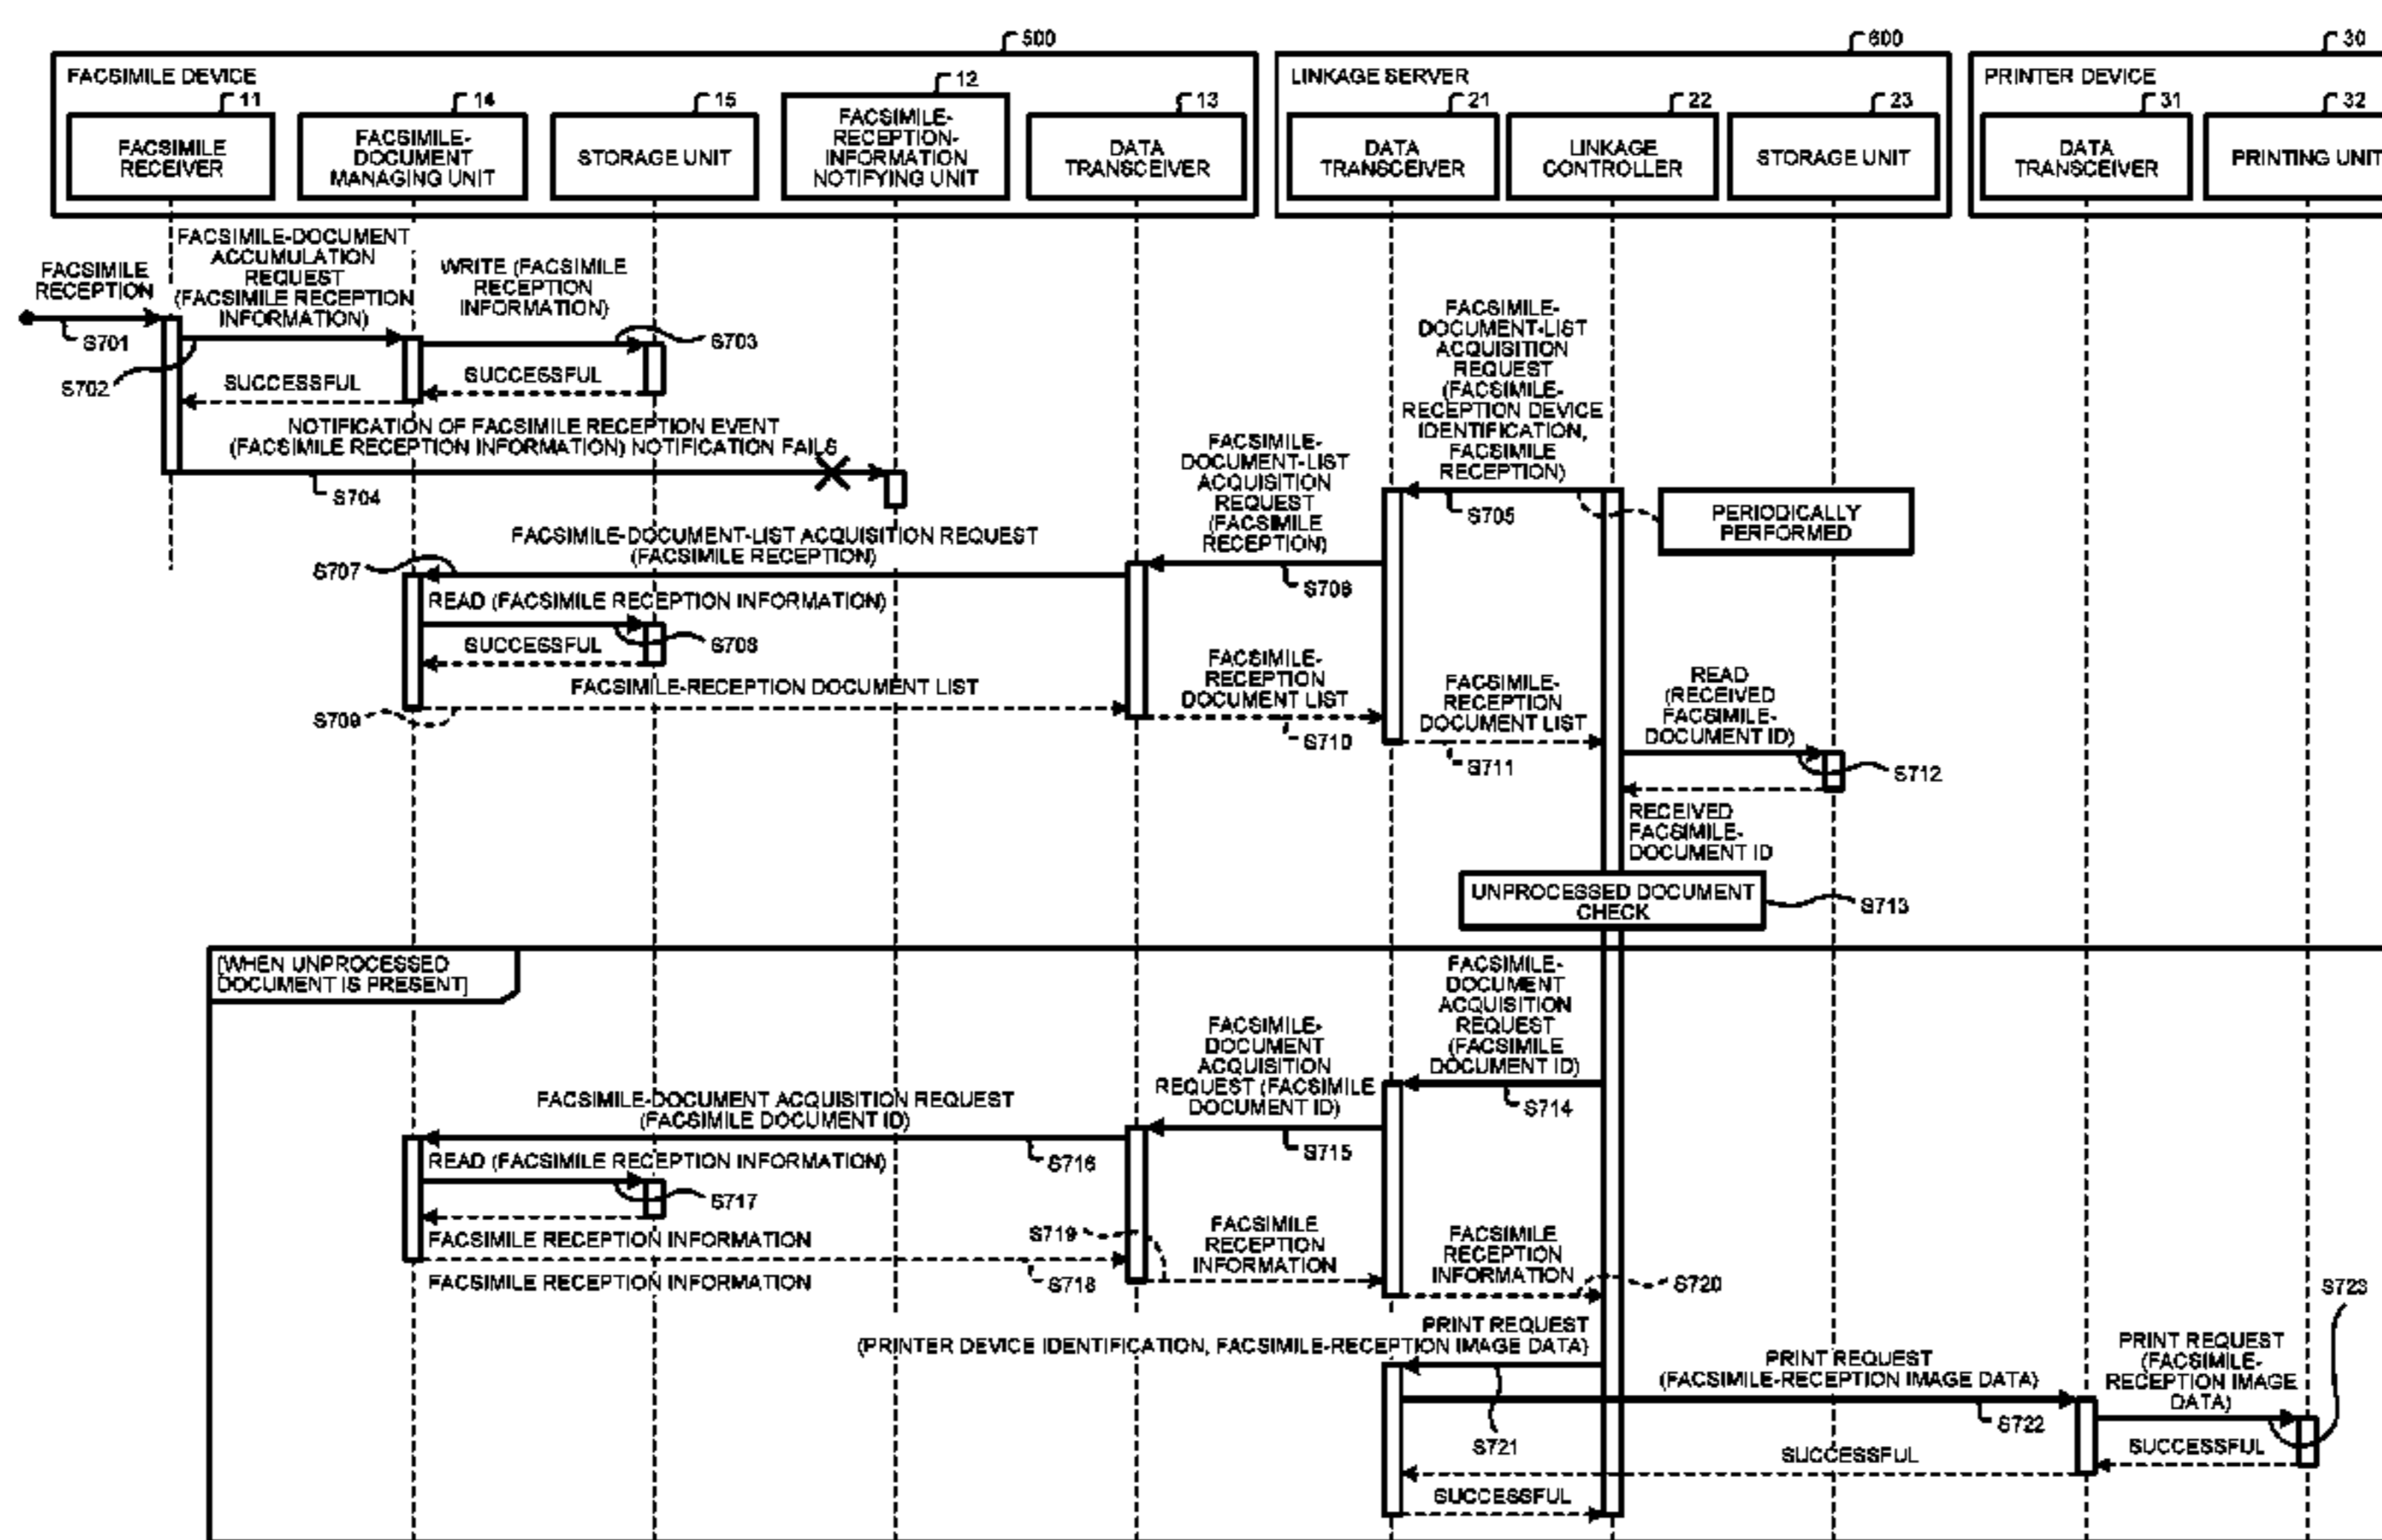 500
600
30
FACSIMILE DEVICE
LINKAGE SERVER
PRINTER DEVICE
11
14
15
12
13
21
22
23
31
32
FACSIMILE
RECEIVER
FACSIMILE-
DOCUMENT
MANAGING UNIT
STORAGE UNIT
FACSIMILE-
RECEPTION-
INFORMATION
NOTIFYING UNIT
DATA
TRANSCEIVER
DATA
TRANSCEIVER
LINKAGE
CONTROLLER
STORAGE UNIT
DATA
TRANSCEIVER
PRINTING UNIT
FACSIMILE
RECEPTION
S701
FACSIMILE-DOCUMENT
ACCUMULATION
REQUEST
(FACSIMILE RECEPTION
INFORMATION)
S702
WRITE (FACSIMILE
RECEPTION
INFORMATION)
S703
SUCCESSFUL
SUCCESSFUL
NOTIFICATION OF FACSIMILE RECEPTION EVENT
(FACSIMILE RECEPTION INFORMATION) NOTIFICATION FAILS
S704
FACSIMILE-
DOCUMENT-LIST
ACQUISITION
REQUEST
(FACSIMILE-
RECEPTION DEVICE
IDENTIFICATION,
FACSIMILE
RECEPTION)
S705
PERIODICALLY
PERFORMED
FACSIMILE-
DOCUMENT-LIST
ACQUISITION
REQUEST
(FACSIMILE
RECEPTION)
S706
FACSIMILE-DOCUMENT-LIST ACQUISITION REQUEST
(FACSIMILE RECEPTION)
S707
READ (FACSIMILE RECEPTION INFORMATION)
SUCCESSFUL
S708
FACSIMILE-RECEPTION DOCUMENT LIST
S709
FACSIMILE-
RECEPTION
DOCUMENT LIST
S710
FACSIMILE-
RECEPTION
DOCUMENT LIST
S711
READ
(RECEIVED
FACSIMILE-
DOCUMENT ID)
S712
RECEIVED
FACSIMILE-
DOCUMENT ID
UNPROCESSED DOCUMENT
CHECK
S713
[WHEN UNPROCESSED
DOCUMENT IS PRESENT]
FACSIMILE-
DOCUMENT
ACQUISITION
REQUEST
(FACSIMILE
DOCUMENT ID)
S714
FACSIMILE-
DOCUMENT
ACQUISITION
REQUEST (FACSIMILE
DOCUMENT ID)
S715
FACSIMILE-DOCUMENT ACQUISITION REQUEST
(FACSIMILE DOCUMENT ID)
S716
READ (FACSIMILE RECEPTION INFORMATION)
S717
FACSIMILE RECEPTION INFORMATION
FACSIMILE RECEPTION INFORMATION
S718
S719
FACSIMILE
RECEPTION
INFORMATION
FACSIMILE
RECEPTION
INFORMATION
S720
PRINT REQUEST
(PRINTER DEVICE IDENTIFICATION, FACSIMILE-RECEPTION IMAGE DATA)
S721
PRINT REQUEST
(FACSIMILE-RECEPTION IMAGE DATA)
S722
PRINT REQUEST
(FACSIMILE-
RECEPTION IMAGE
DATA)
S723
SUCCESSFUL
SUCCESSFUL
SUCCESSFUL